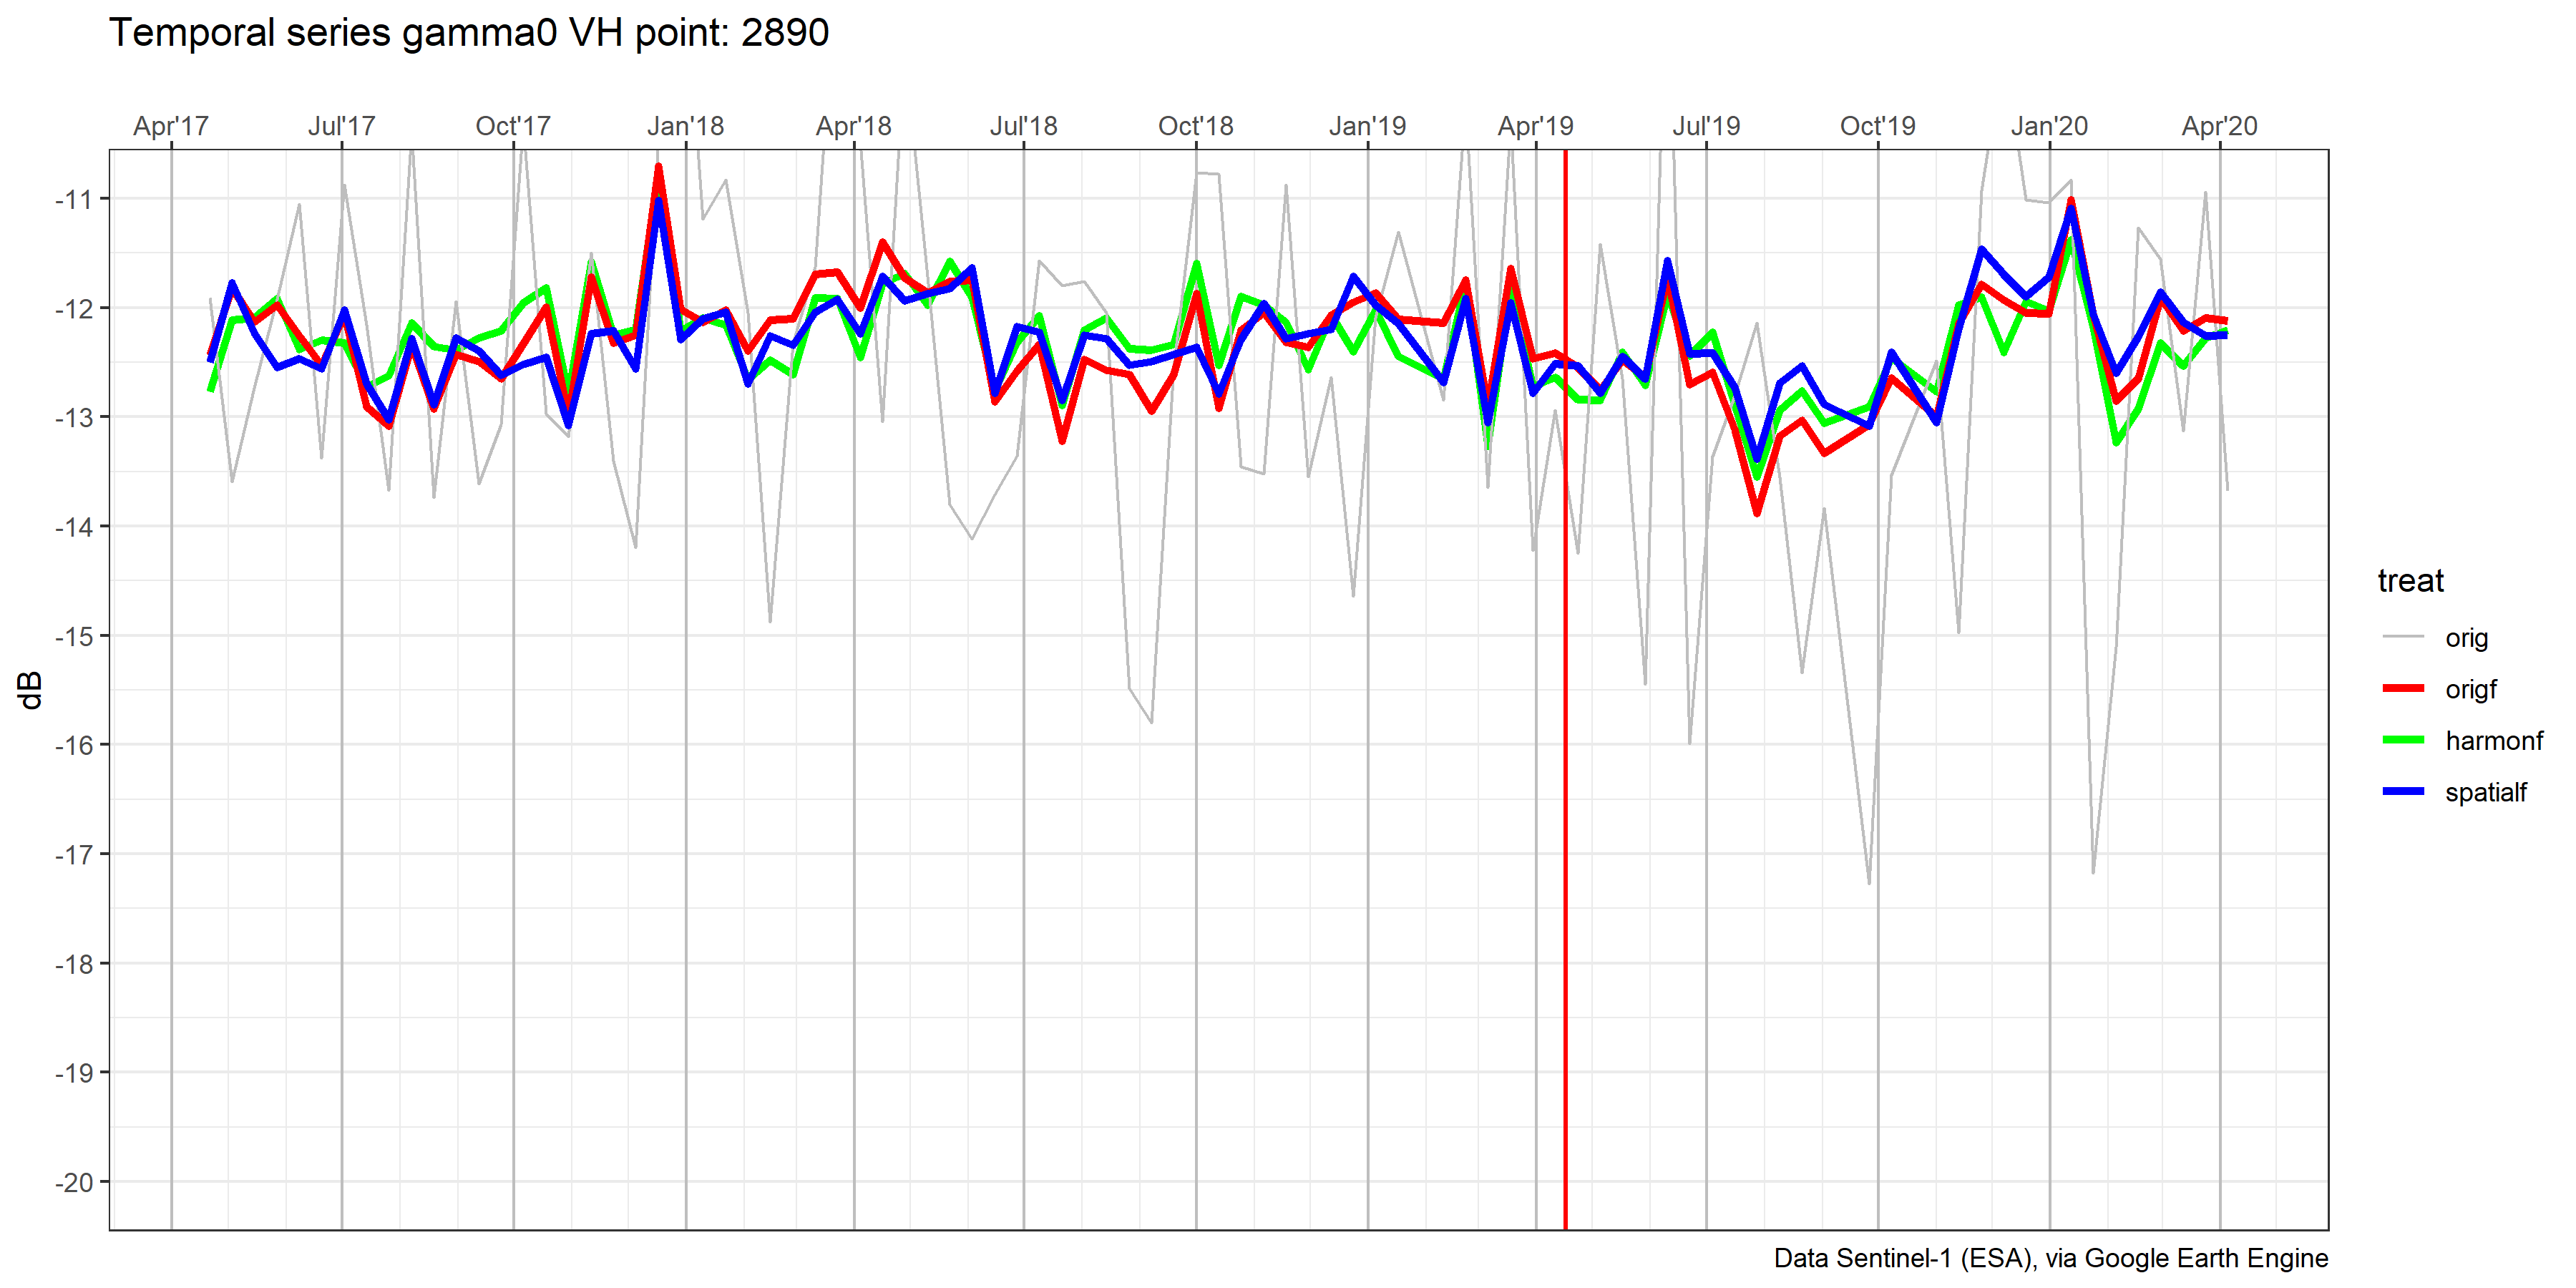 Temporal series gamma0 VH point: 2890
Apr'17 Jul'17 Oct'17 Jan'18 Apr'18 Jul'18 Oct'18 Jan'19 Apr'19 Jul'19 Oct'19 Jan'20 Apr'20
-11
-12
-13
-14
-15
-16
-17
-18
-19
-20
dB
treat
orig
origf
harmonf
spatialf
Data Sentinel-1 (ESA), via Google Earth Engine